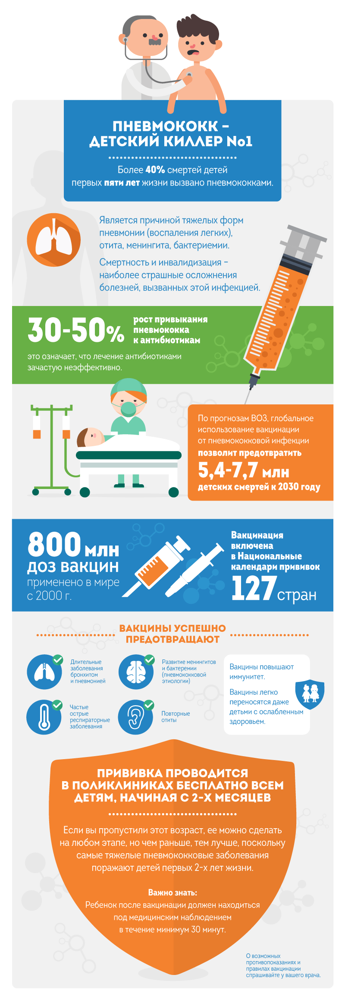 ПНЕВМОКОКК –
ДЕТСКИЙ КИЛЛЕР No1
Более 40% смертей детей
первых пяти лет жизни вызвано пневмококками.
Является причиной тяжелых форм
пневмонии (воспаления легких),
отита, менингита, бактериемии.
Смертность и инвалидизация –
наиболее страшные осложнения
болезней, вызванных этой инфекцией.
30-50%
рост привыкания
пневмококка
к антибиотикам
это означает, что лечение антибиотиками
зачастую неэффективно.
По прогнозам ВОЗ, глобальное
использование вакцинации
от пневмококковой инфекции
позволит предотвратить
5,4-7,7 млн
детских смертей к 2030 году
800 млн
доз вакцин
применено в мире
с 2000 г.
Вакцинация
включена
в Национальные
календари прививок
127 стран
ВАКЦИНЫ УСПЕШНО
ПРЕДОТВРАЩАЮТ
Длительные
заболевания
бронхитом
и пневмонией
Развитие менингитов
и бактеремии
(пневмококковой
этиологии)
Частые
острые
респираторные
заболевания
Повторные
отиты
Вакцины повышают
иммунитет.
Вакцины легко
переносятся даже
детьми с ослабленным
здоровьем.
ПРИВИВКА ПРОВОДИТСЯ
В ПОЛИКЛИНИКАХ БЕСПЛАТНО ВСЕМ
ДЕТЯМ, НАЧИНАЯ С 2-Х МЕСЯЦЕВ
Если вы пропустили этот возраст, ее можно сделать
на любом этапе, но чем раньше, тем лучше, поскольку
самые тяжелые пневмококковые заболевания
поражают детей первых 2-х лет жизни.
Важно знать:
Ребенок после вакцинации должен находиться
под медицинским наблюдением
в течение минимум 30 минут.
О возможных
противопоказаниях и
правилах вакцинации
спрашивайте у вашего врача.